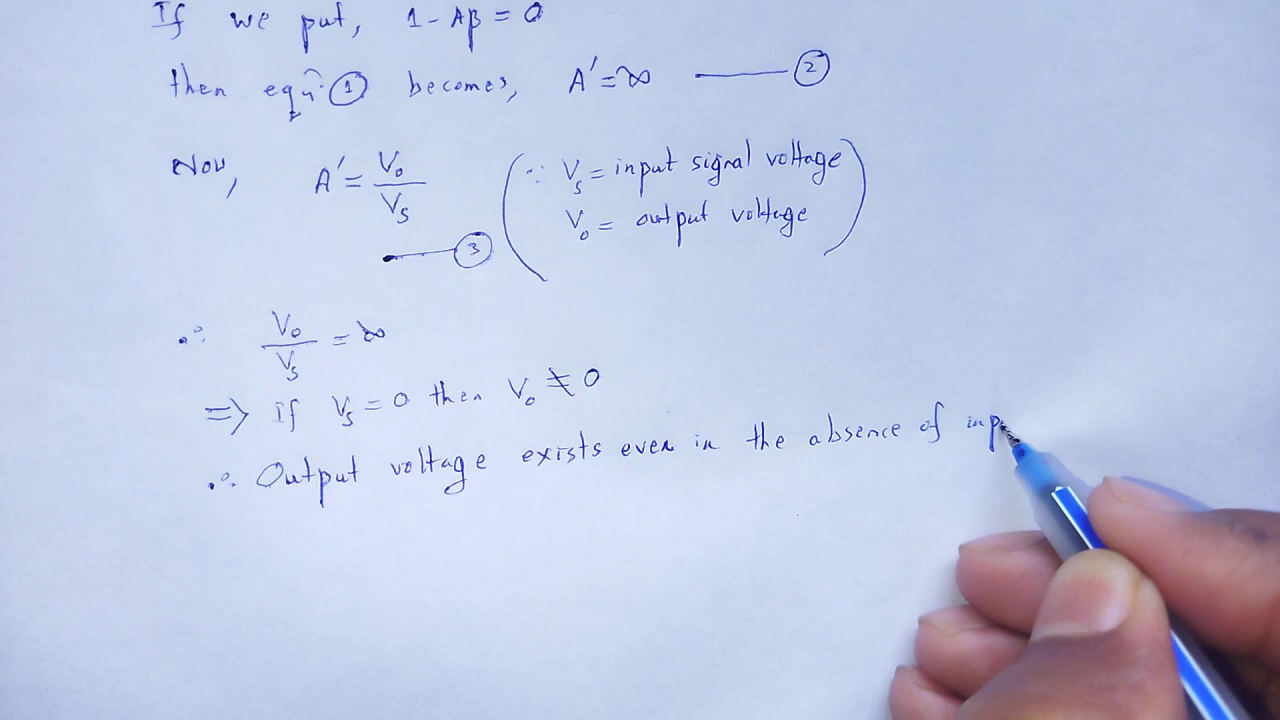 If we put, 1 - Aβ = 0
then eqn. ① becomes, A' = ∞ — ②
Now, A' = V₀/Vₛ (∵ Vₛ = input signal voltage
V₀ = output voltage)
— ③
∴ V₀/Vₛ = ∞
⇒ If Vₛ = 0 then V₀ ≠ 0
∴ Output voltage exists even in the absence of inp